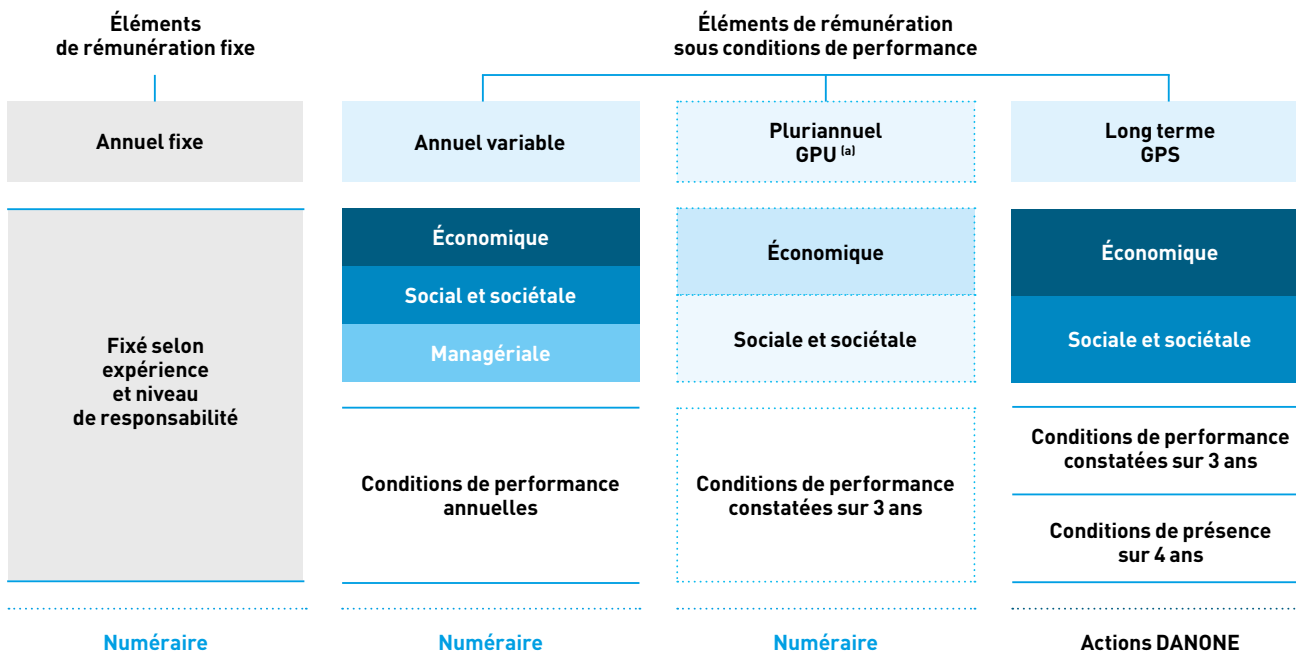 Éléments
de rémunération fixe
Éléments de rémunération
sous conditions de performance
Annuel fixe
Annuel variable
Pluriannuel
GPU (a)
Long terme
GPS
Fixé selon
expérience
et niveau
de responsabilité
Économique
Social et sociétale
Managériale
Conditions de performance
annuelles
Économique
Sociale et sociétale
Conditions de performance
constatées sur 3 ans
Économique
Sociale et sociétale
Conditions de performance
constatées sur 3 ans
Conditions de présence
sur 4 ans
Numéraire
Numéraire
Numéraire
Actions DANONE